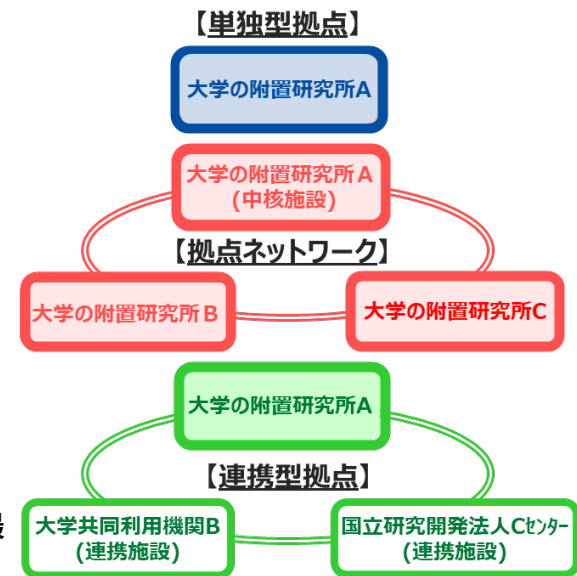 【単独型拠点】
大学の附置研究所A
大学の附置研究所A
(中核施設)
【拠点ネットワーク】
大学の附置研究所B
大学の附置研究所C
大学の附置研究所A
【連携型拠点】
大学共同利用機関B
(連携施設)
国立研究開発法人Cｾﾝﾀｰ
(連携施設)